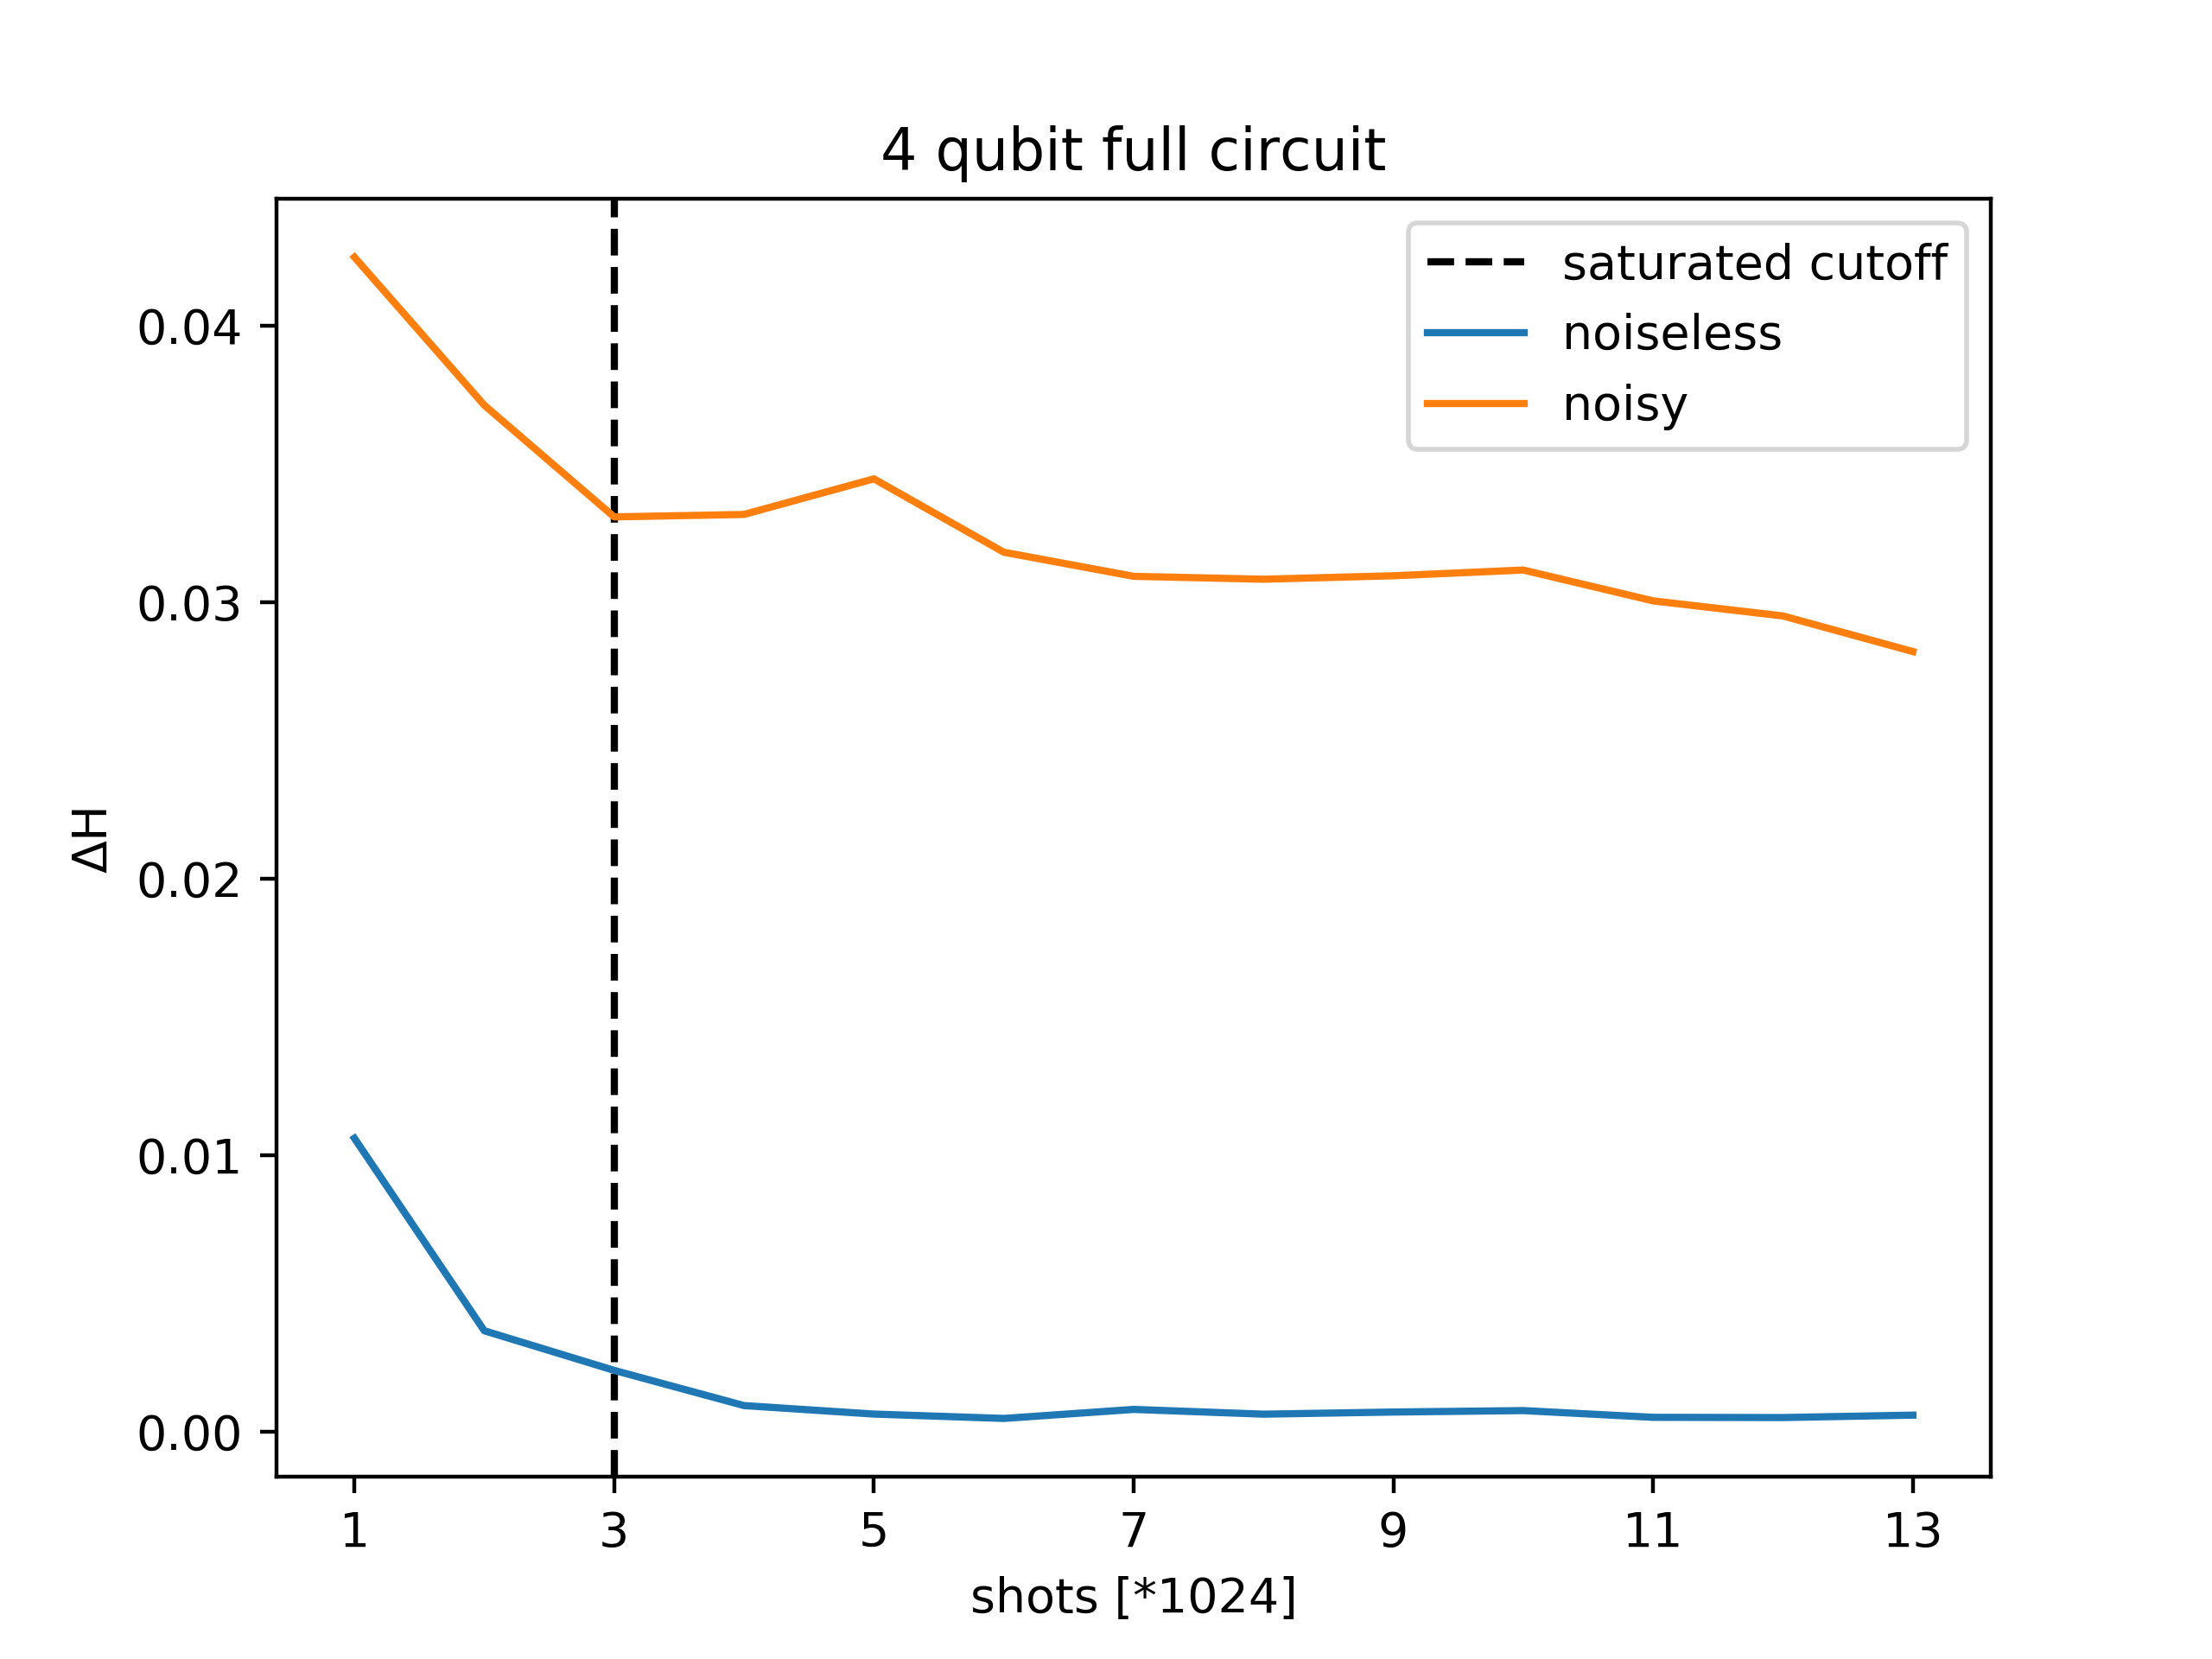 4 qubit full circuit
saturated cutoff
noiseless
noisy
0.04
0.03
0.02
0.01
0.00
ΔH
1 3 5 7 9 11 13
shots [*1024]